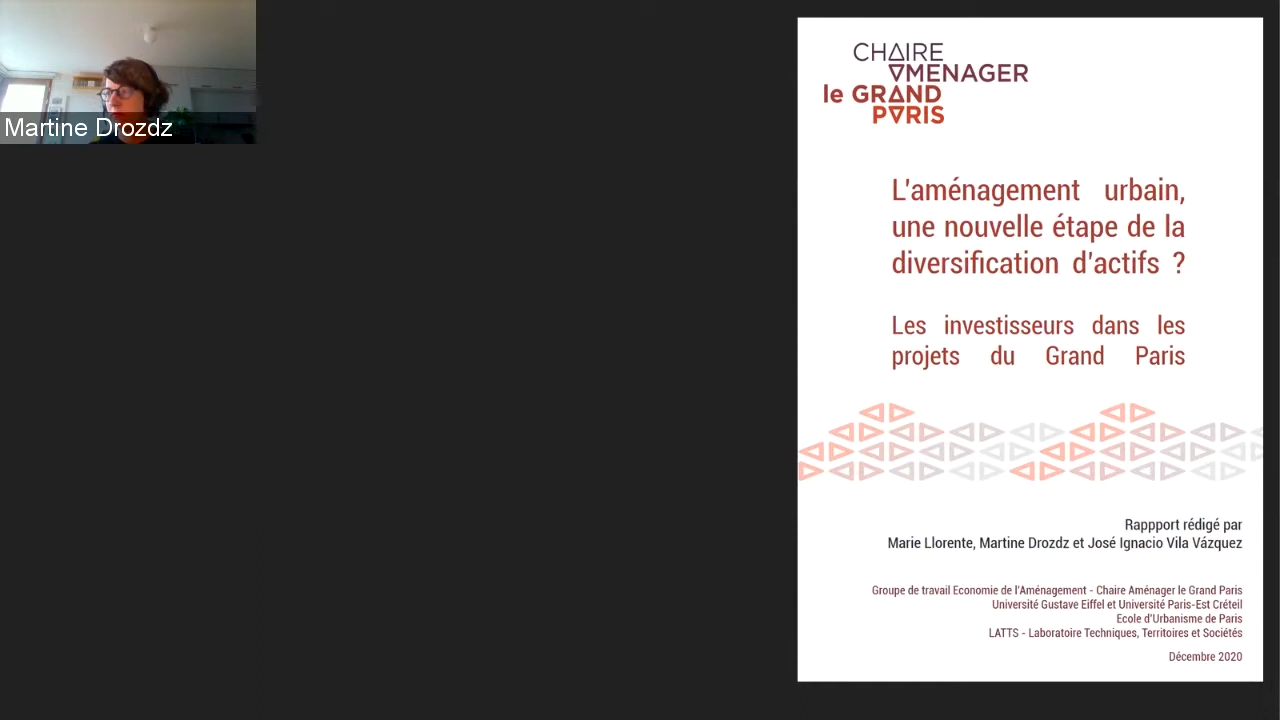 Martine Drozdz
CHAIRE
AMENAGER
le GRAND
PARIS
L'aménagement urbain,
une nouvelle étape de la
diversification d'actifs ?
Les investisseurs dans les
projets du Grand Paris
Rappport rédigé par
Marie Llorente, Martine Drozdz et José Ignacio Vila Vázquez
Groupe de travail Economie de l'Aménagement - Chaire Aménager le Grand Paris
Université Gustave Eiffel et Université Paris-Est Créteil
Ecole d'Urbanisme de Paris
LATTS - Laboratoire Techniques, Territoires et Sociétés
Décembre 2020